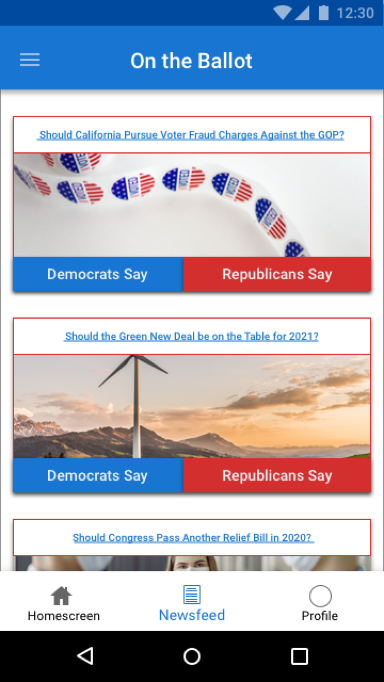 12:30
On the Ballot
Should California Pursue Voter Fraud Charges Against the GOP?
Democrats Say
Republicans Say
Should the Green New Deal be on the Table for 2021?
Democrats Say
Republicans Say
Should Congress Pass Another Relief Bill in 2020?
Homescreen
Newsfeed
Profile